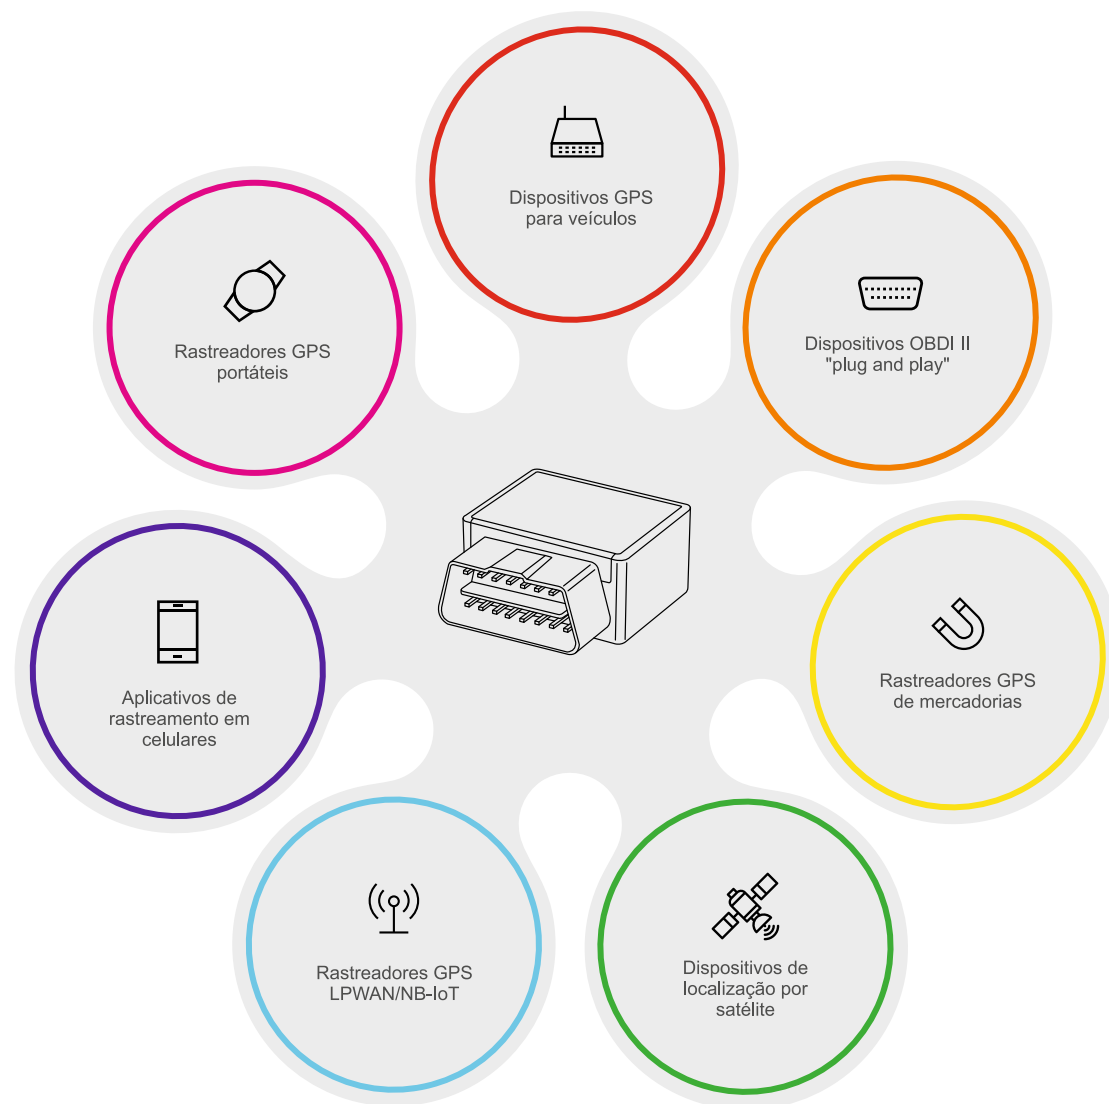 Dispositivos GPS
para veículos
Dispositivos OBDI II
"plug and play"
Rastreadores GPS
de mercadorias
Dispositivos de
localização por
satélite
Rastreadores GPS
LPWAN/NB-IoT
Aplicativos de
rastreamento em
celulares
Rastreadores GPS
portáteis